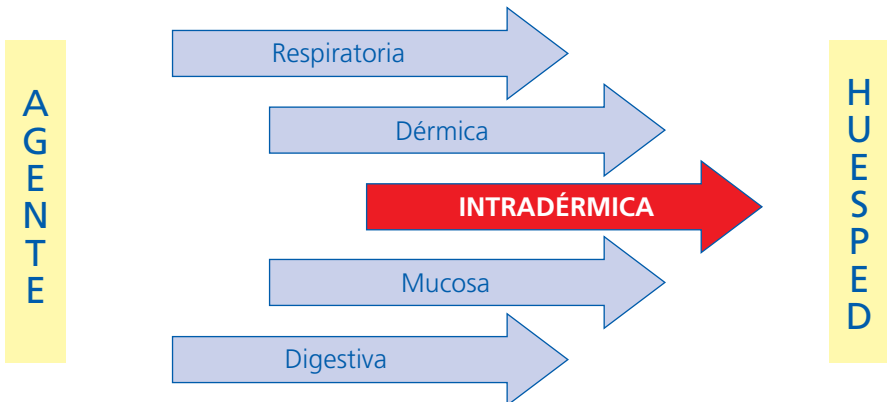 AGENTE
Respiratoria
Dérmica
INTRADÉRMICA
Mucosa
Digestiva
HUESPED